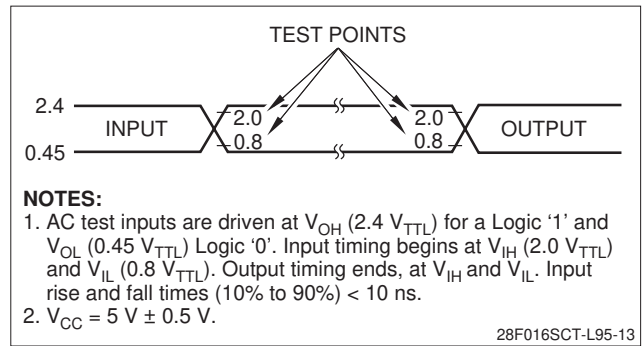 TEST POINTS
2.4
INPUT
2.0
0.8
2.0
0.8
OUTPUT
0.45
NOTES:
1. AC test inputs are driven at VOH (2.4 VTTL) for a Logic ‘1’ and
VOL (0.45 VTTL) Logic ‘0’. Input timing begins at VIH (2.0 VTTL)
and VIL (0.8 VTTL). Output timing ends, at VIH and VIL. Input
rise and fall times (10% to 90%) < 10 ns.
2. VCC = 5 V ± 0.5 V.
28F016SCT-L95-13